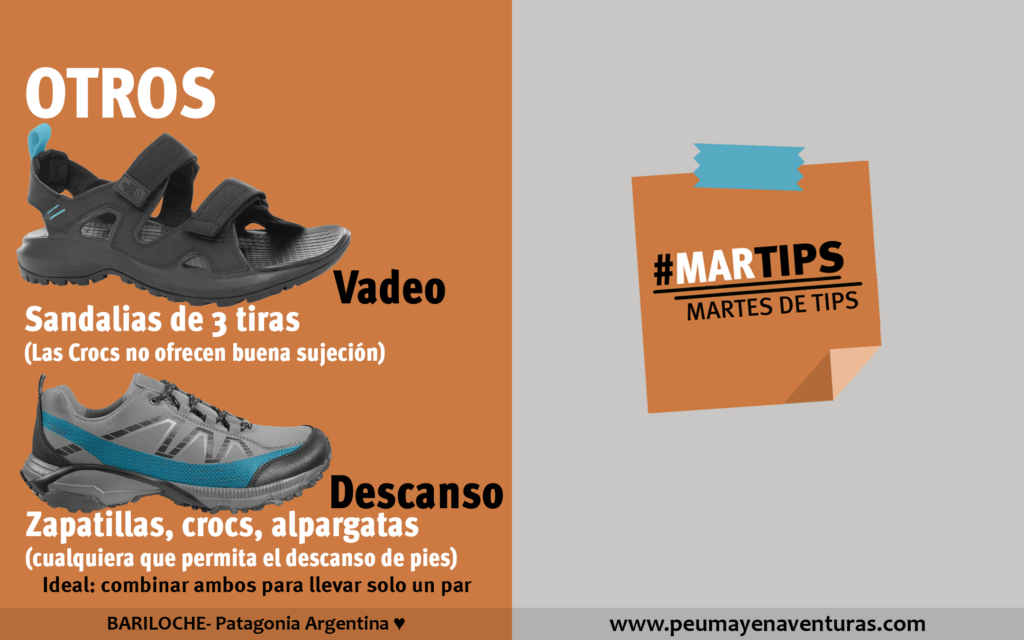 OTROS
Vadeo
Sandalias de 3 tiras
(Las Crocs no ofrecen buena sujeción)
Descanso
Zapatillas, crocs, alpargatas
(cualquiera que permita el descanso de pies)
Ideal: combinar ambos para llevar solo un par
BARILOCHE- Patagonia Argentina ♥
#MARTIPS
MARTES DE TIPS
www.peumayenaventuras.com